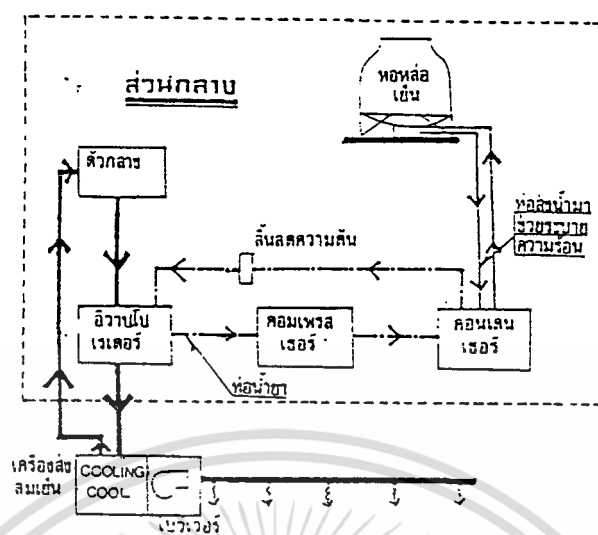 ส่วนกลาง
หอหล่อ
เย็น
ตัวกลาง
ท่อส่งน้ำมา
ช่วยระบาย
ความร้อน
ลิ้นลดความดัน
อิวาบโป
เรเตอร์
คอมเพรส
เซอร์
คอนเดน
เซอร์
ท่อน้ำยา
เครื่องส่ง
ลมเย็น
COOLING
COOL